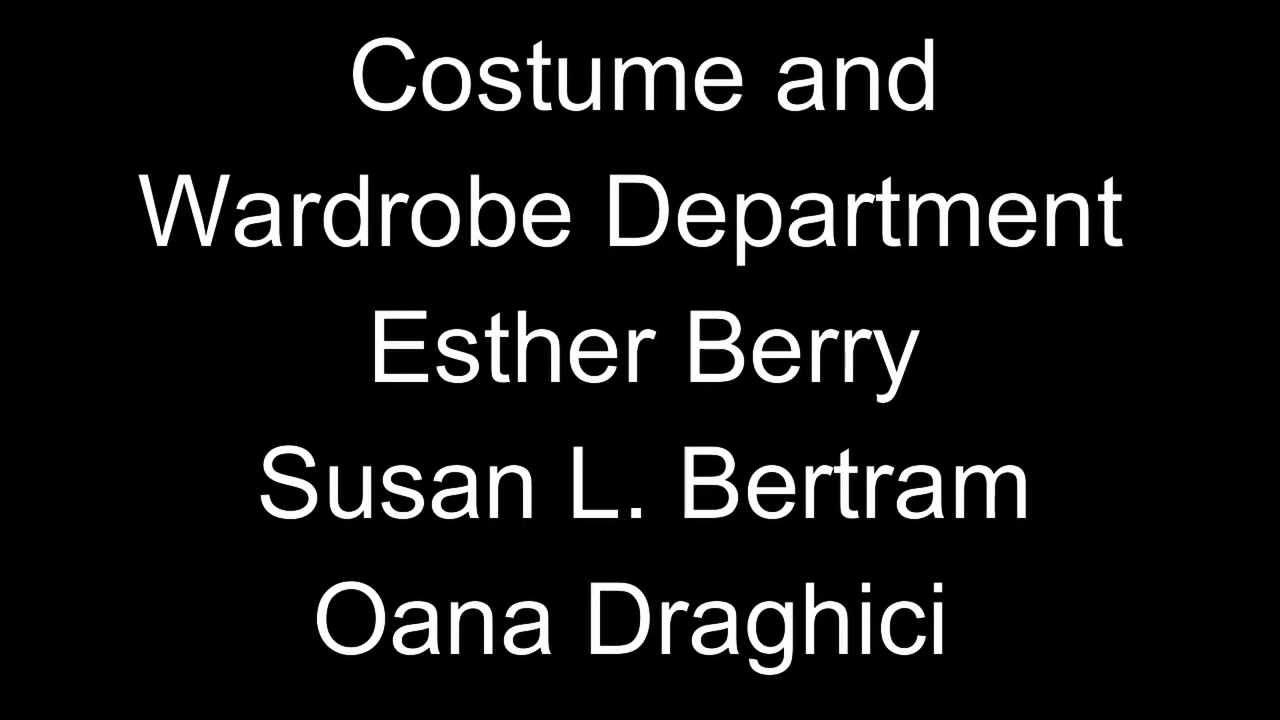 Costume and
Wardrobe Department
Esther Berry
Susan L. Bertram
Oana Draghici